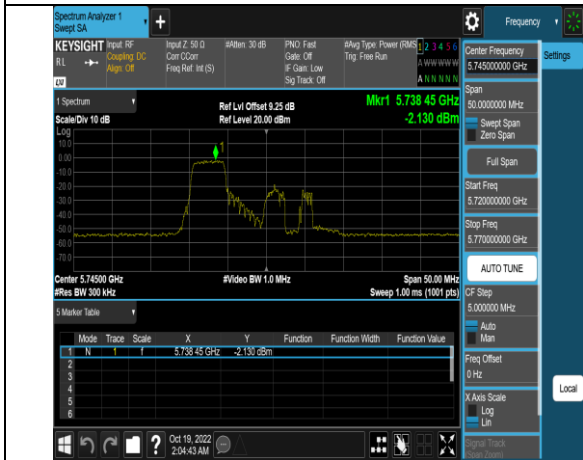 Spectrum Analyzer 1
Swept SA
Frequency
KEYSIGHT
RL
Input: RF
Coupling: DC
Align: Off
Input Z: 50 Ω
Corr CCorr
Freq Ref: Int (S)
#Atten: 30 dB
PNO: Fast
Gate: Off
IF Gain: Low
Sig Track: Off
#Avg Type: Power (RMS)
Trig: Free Run
1 2 3 4 5 6
A W W W W W
A N N N N N
Center Frequency
5.745000000 GHz
Settings
Span
50.0000000 MHz
Swept Span
Zero Span
Full Span
Start Freq
5.720000000 GHz
Stop Freq
5.770000000 GHz
AUTO TUNE
CF Step
5.000000 MHz
Auto
Man
Freq Offset
0 Hz
X Axis Scale
Log
Lin
Signal Track
(Span Zoom)
Local
1 Spectrum
Scale/Div 10 dB
Ref Lvl Offset 9.25 dB
Ref Level 20.00 dBm
Mkr1 5.738 45 GHz
-2.130 dBm
Log
10.0
0.00
-10.0
-20.0
-30.0
-40.0
-50.0
-60.0
-70.0
1
Center 5.74500 GHz
#Res BW 300 kHz
#Video BW 1.0 MHz
Span 50.00 MHz
Sweep 1.00 ms (1001 pts)
5 Marker Table
Mode Trace Scale X Y Function Function Width Function Value
1 N 1 f 5.738 45 GHz -2.130 dBm
2
3
4
5
6
?
Oct 19, 2022
2:04:43 AM